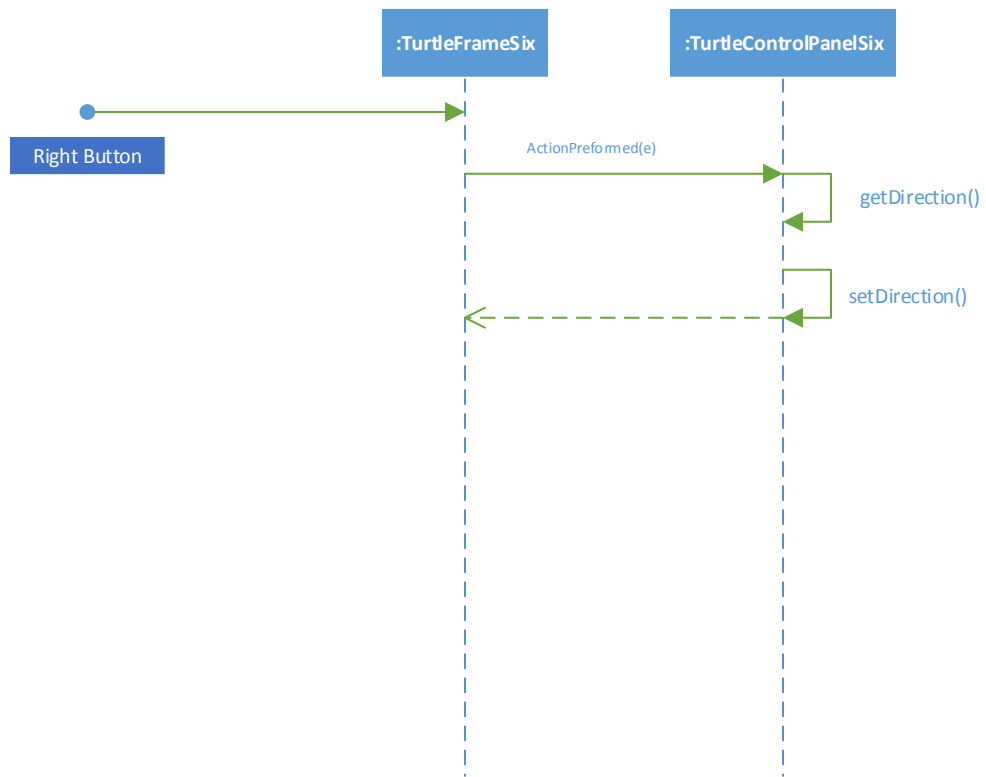 :TurtleFrameSix
:TurtleControlPanelSix
Right Button
ActionPreformed(e)
getDirection()
setDirection()